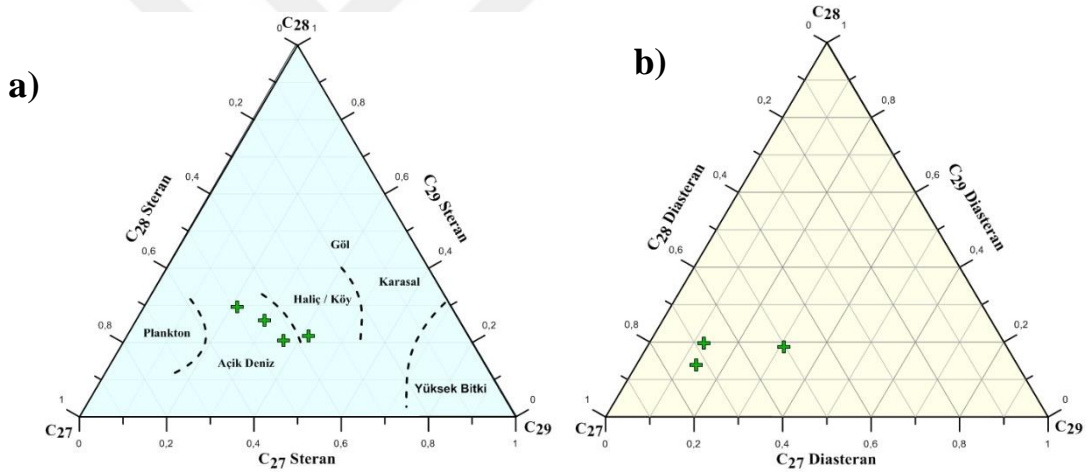 a)
C28
0 1
0,2 0,8
0,4 0,6
0,6 0,4
0,8 0,2
1 0
C28 Steran
C29 Steran
Göl
Karasal
Haliç / Köy
Plankton
Açik Deniz
Yüksek Bitki
C27 C29
0 0,2 0,4 0,6 0,8 1
C27 Steran
b)
C28
0 1
0,2 0,8
0,4 0,6
0,6 0,4
0,8 0,2
1 0
C28 Diasteran
C29 Diasteran
C27 C29
0 0,2 0,4 0,6 0,8 1
C27 Diasteran